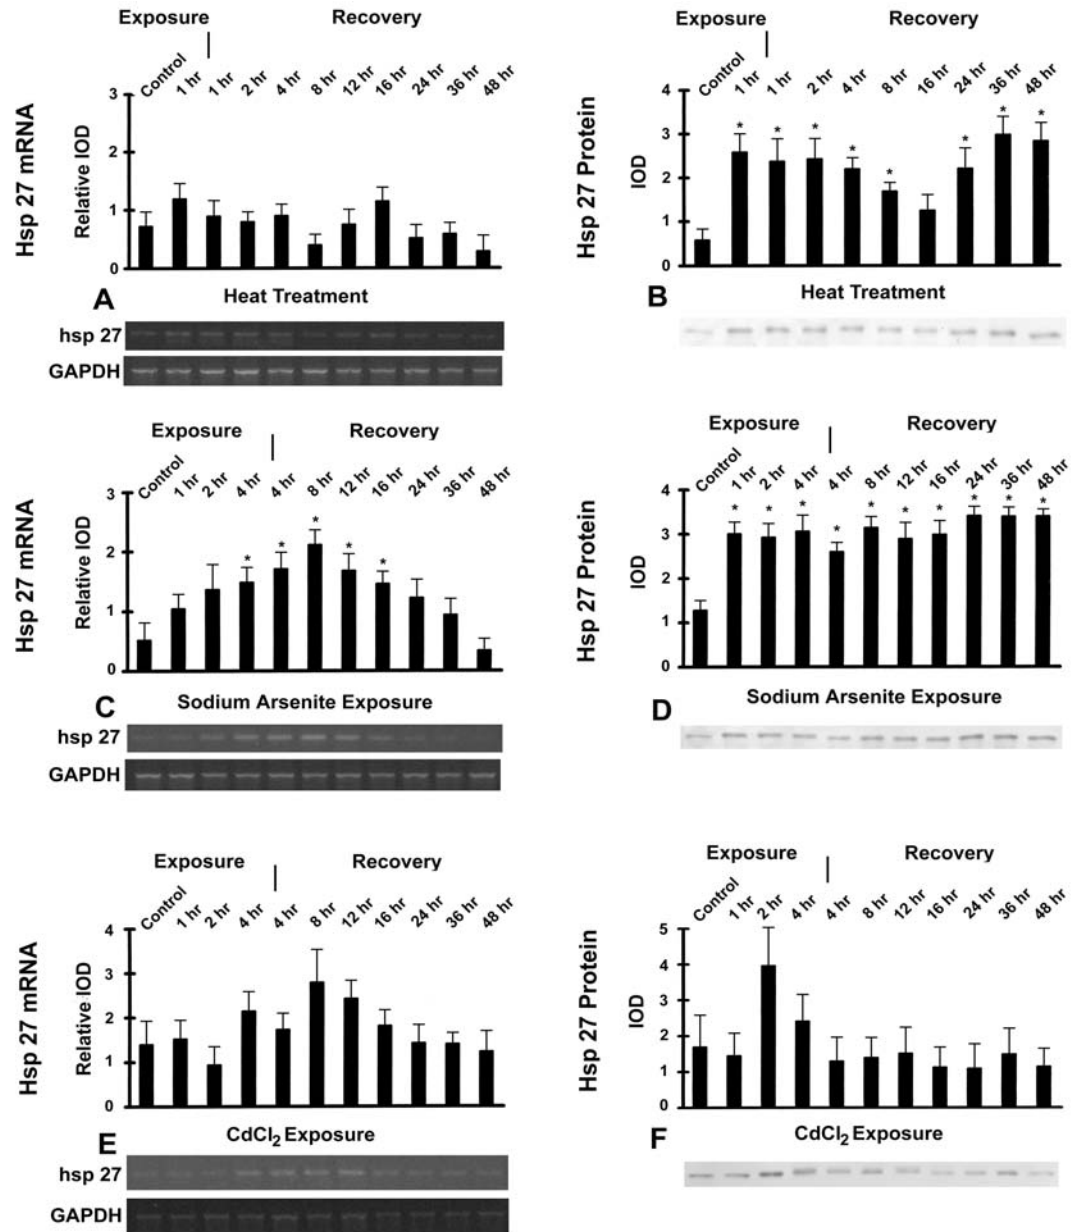 Exposure Recovery
Control 1 hr 1 hr 2 hr 4 hr 8 hr 12 hr 16 hr 24 hr 36 hr 48 hr
Hsp 27 mRNA
Relative IOD
3
2
1
0
A
Heat Treatment
hsp 27
GAPDH
Exposure Recovery
Control 1 hr 1 hr 2 hr 4 hr 8 hr 16 hr 24 hr 36 hr 48 hr
Hsp 27 Protein
IOD
4
3
2
1
0
* * * * * * * *
B
Heat Treatment
Exposure Recovery
Control 1 hr 2 hr 4 hr 4 hr 8 hr 12 hr 16 hr 24 hr 36 hr 48 hr
Hsp 27 mRNA
Relative IOD
3
2
1
0
* * * * *
C
Sodium Arsenite Exposure
hsp 27
GAPDH
Exposure Recovery
Control 1 hr 2 hr 4 hr 4 hr 8 hr 12 hr 16 hr 24 hr 36 hr 48 hr
Hsp 27 Protein
IOD
4
3
2
1
0
* * * * * * * * * *
D
Sodium Arsenite Exposure
Exposure Recovery
Control 1 hr 2 hr 4 hr 4 hr 8 hr 12 hr 16 hr 24 hr 36 hr 48 hr
Hsp 27 mRNA
Relative IOD
4
3
2
1
0
E
CdCl2 Exposure
hsp 27
GAPDH
Exposure Recovery
Control 1 hr 2 hr 4 hr 4 hr 8 hr 12 hr 16 hr 24 hr 36 hr 48 hr
Hsp 27 Protein
IOD
5
4
3
2
1
0
F
CdCl2 Exposure